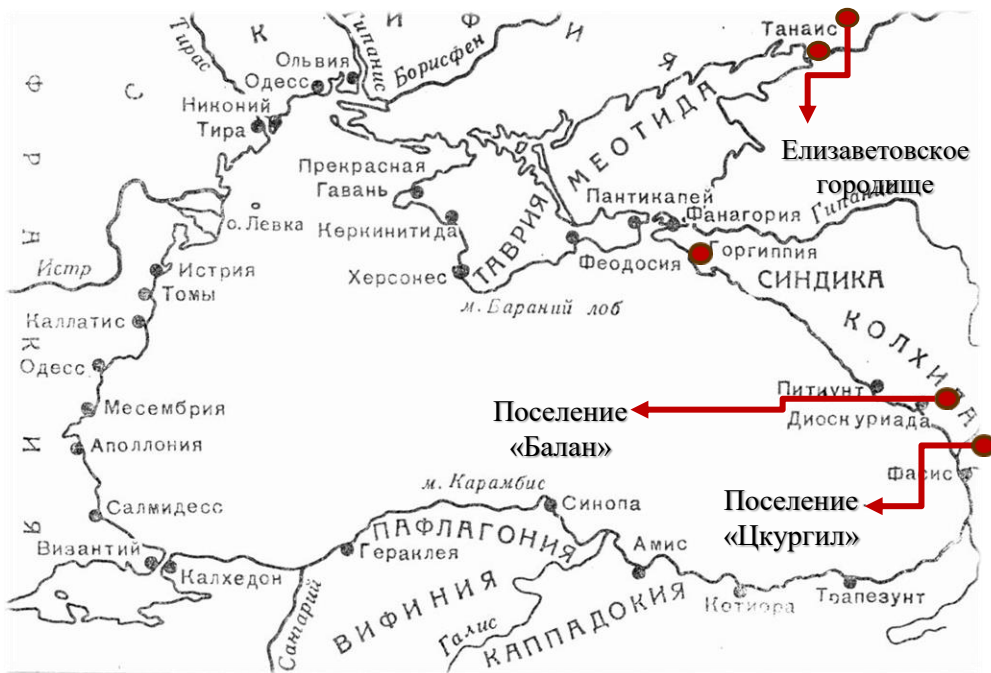 СКИФИЯ
Тирас
Гипанис
Борисфен
Танаис
Ольвия
Одесс
Никоний
Тира
ФРАКИЯ
МЕОТИДА
Елизаветовское
городище
Прекрасная
Гавань
Пантикапей
Фанагория
Гипанис
о. Левка
Керкинитида
ТАВРИЯ
Феодосия
Горгиппия
СИНДИКА
Истр
Истрия
Херсонес
Томы
м. Бараний лоб
Каллатис
КОЛХИДА
Одесс
Питиунт
Месембрия
Поселение
«Балан»
Диоскуриада
Аполлония
Фасис
м. Карамбис
Поселение
«Цкургил»
Салмидесс
Синопа
ПАФЛАГОНИЯ
Византий
Гераклея
Амис
Калхедон
ВИФИНИЯ
Котиора
Трапезунт
Сангарий
Галис
КАППАДОКИЯ